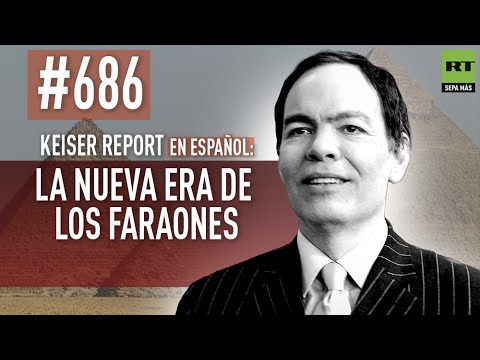 #686
RT
SEPA MÁS
KEISER REPORT EN ESPAÑOL:
LA NUEVA ERA DE
LOS FARAONES